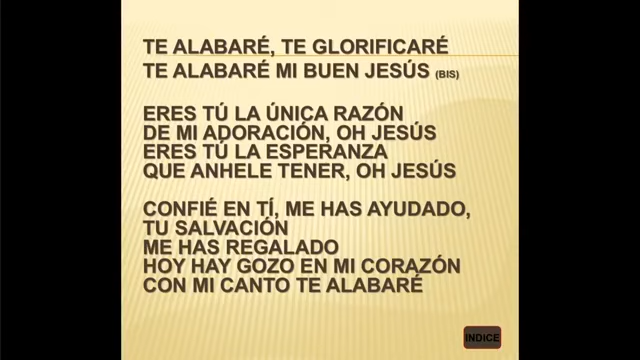 TE ALABARÉ, TE GLORIFICARÉ
TE ALABARÉ MI BUEN JESÚS (BIS)
ERES TÚ LA ÚNICA RAZÓN
DE MI ADORACIÓN, OH JESÚS
ERES TÚ LA ESPERANZA
QUE ANHELE TENER, OH JESÚS
CONFIÉ EN TÍ, ME HAS AYUDADO,
TU SALVACIÓN
ME HAS REGALADO
HOY HAY GOZO EN MI CORAZÓN
CON MI CANTO TE ALABARÉ
INDICE